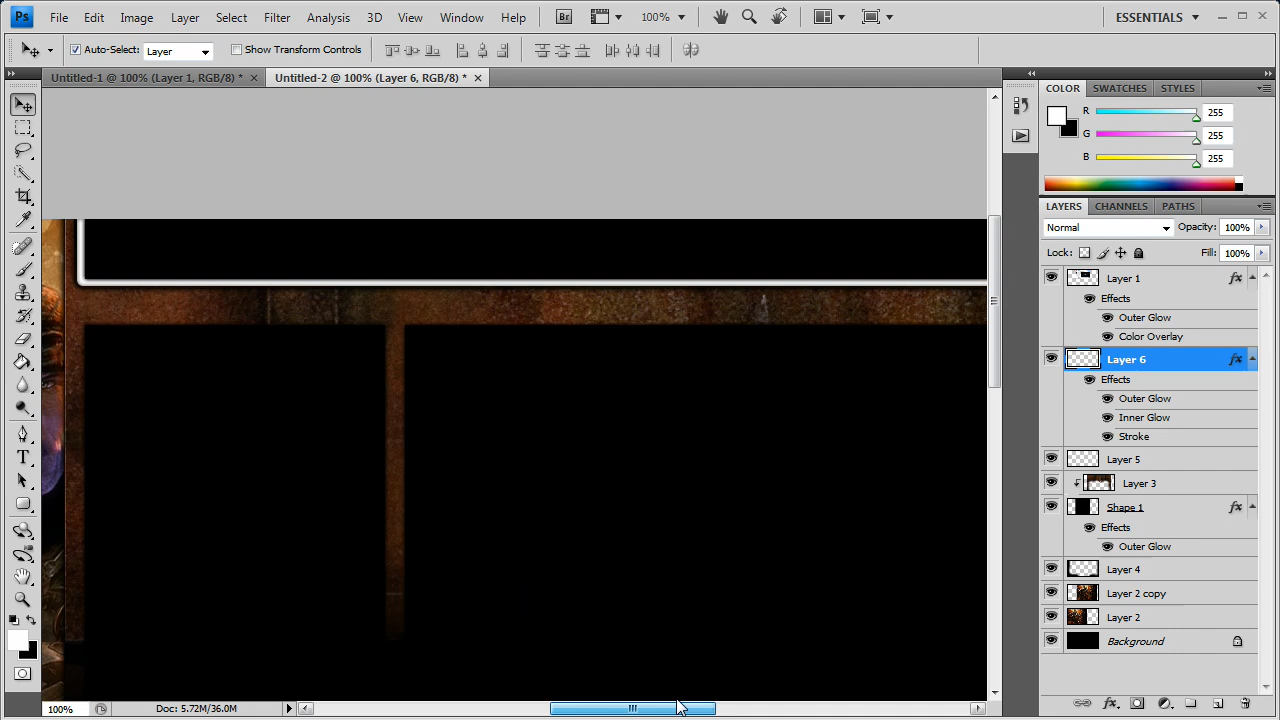 Ps File Edit Image Layer Select Filter Analysis 3D View Window Help Br 100% ESSENTIALS
Auto-Select: Layer Show Transform Controls
Untitled-1 @ 100% (Layer 1, RGB/8) * Untitled-2 @ 100% (Layer 6, RGB/8) *
COLOR SWATCHES STYLES
R 255
G 255
B 255
LAYERS CHANNELS PATHS
Normal Opacity: 100%
Lock: Fill: 100%
Layer 1 fx
Effects
Outer Glow
Color Overlay
Layer 6 fx
Effects
Outer Glow
Inner Glow
Stroke
Layer 5
Layer 3
Shape 1 fx
Effects
Outer Glow
Layer 4
Layer 2 copy
Layer 2
Background
T
100% Doc: 5.72M/36.0M fx